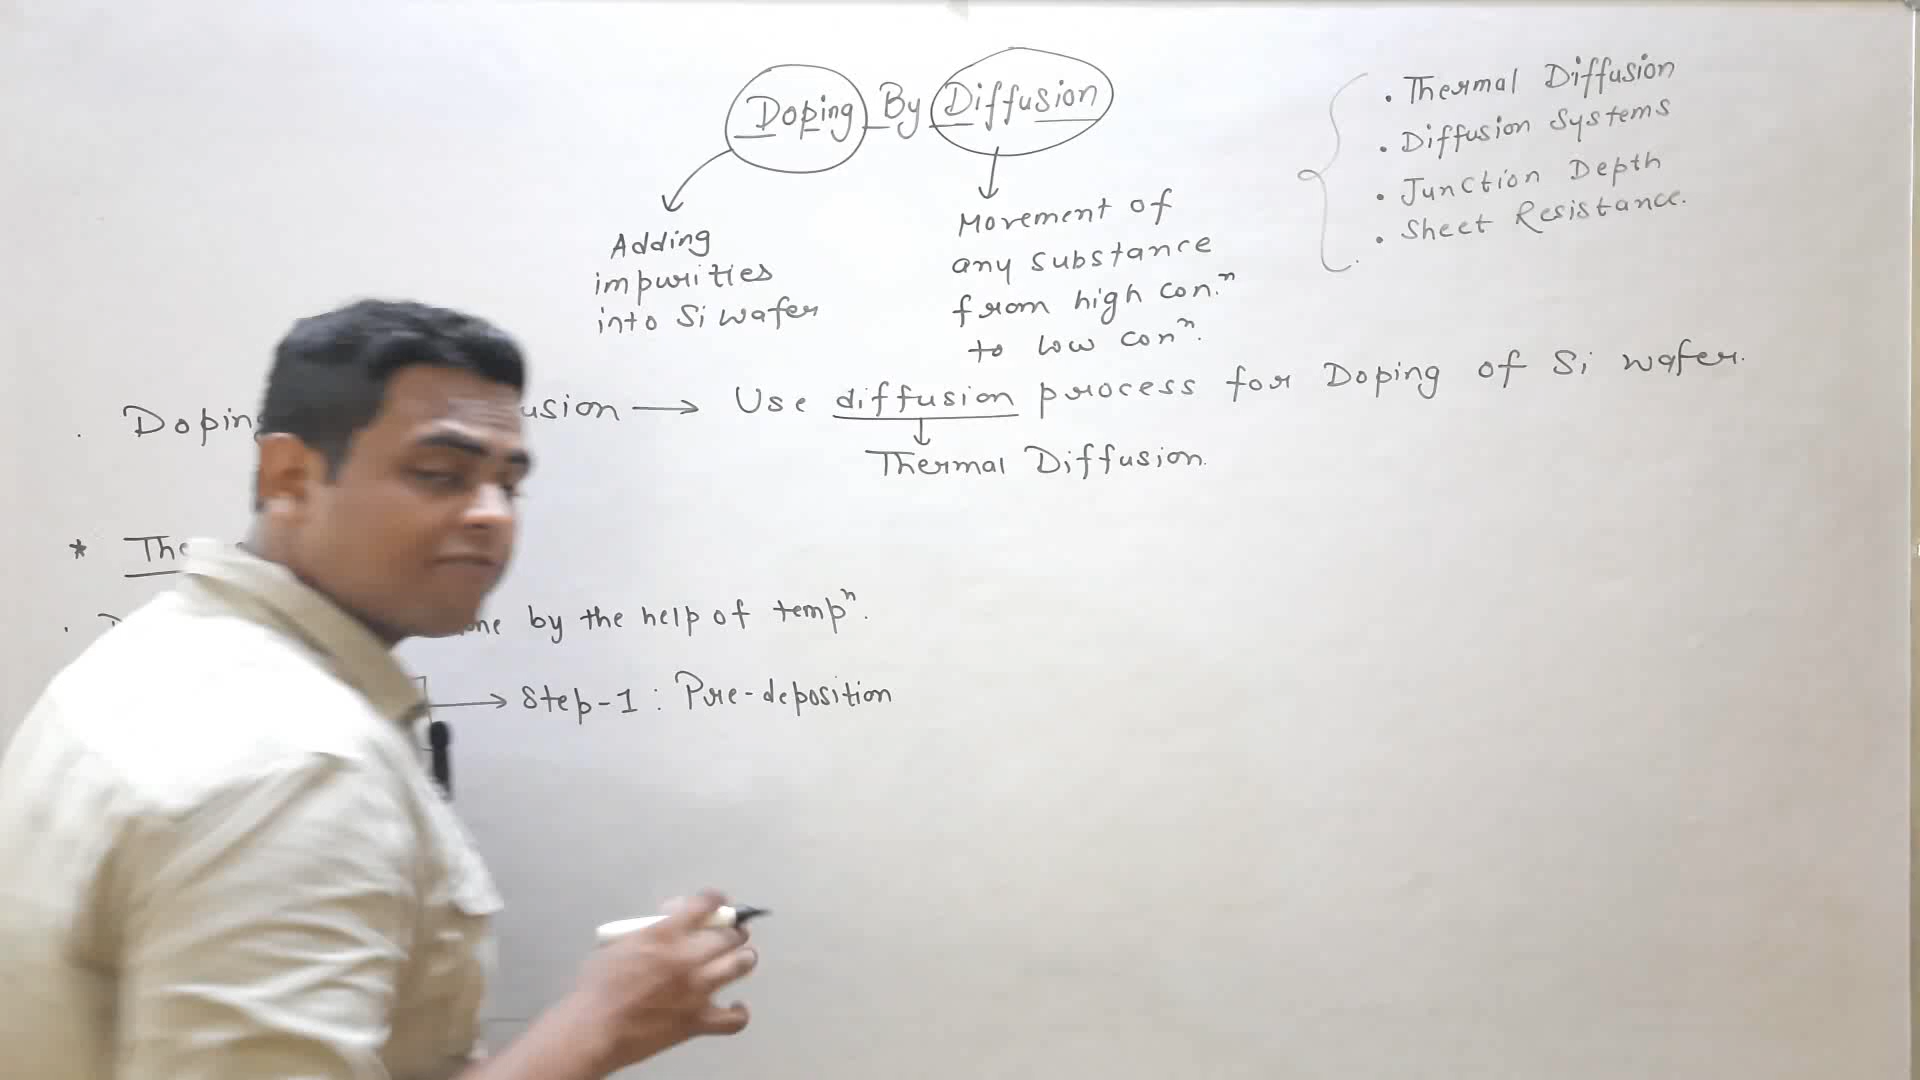 Doping By Diffusion
Adding
impurities
into Si wafer
Movement of
any substance
from high con.ⁿ
to low conⁿ.
. Thermal Diffusion
. Diffusion Systems
. Junction Depth
. Sheet Resistance.
. Doping usion → Use diffusion process for Doping of Si wafer.
Thermal Diffusion.
* The
by the help of tempⁿ.
→ Step-1 : Pre-deposition